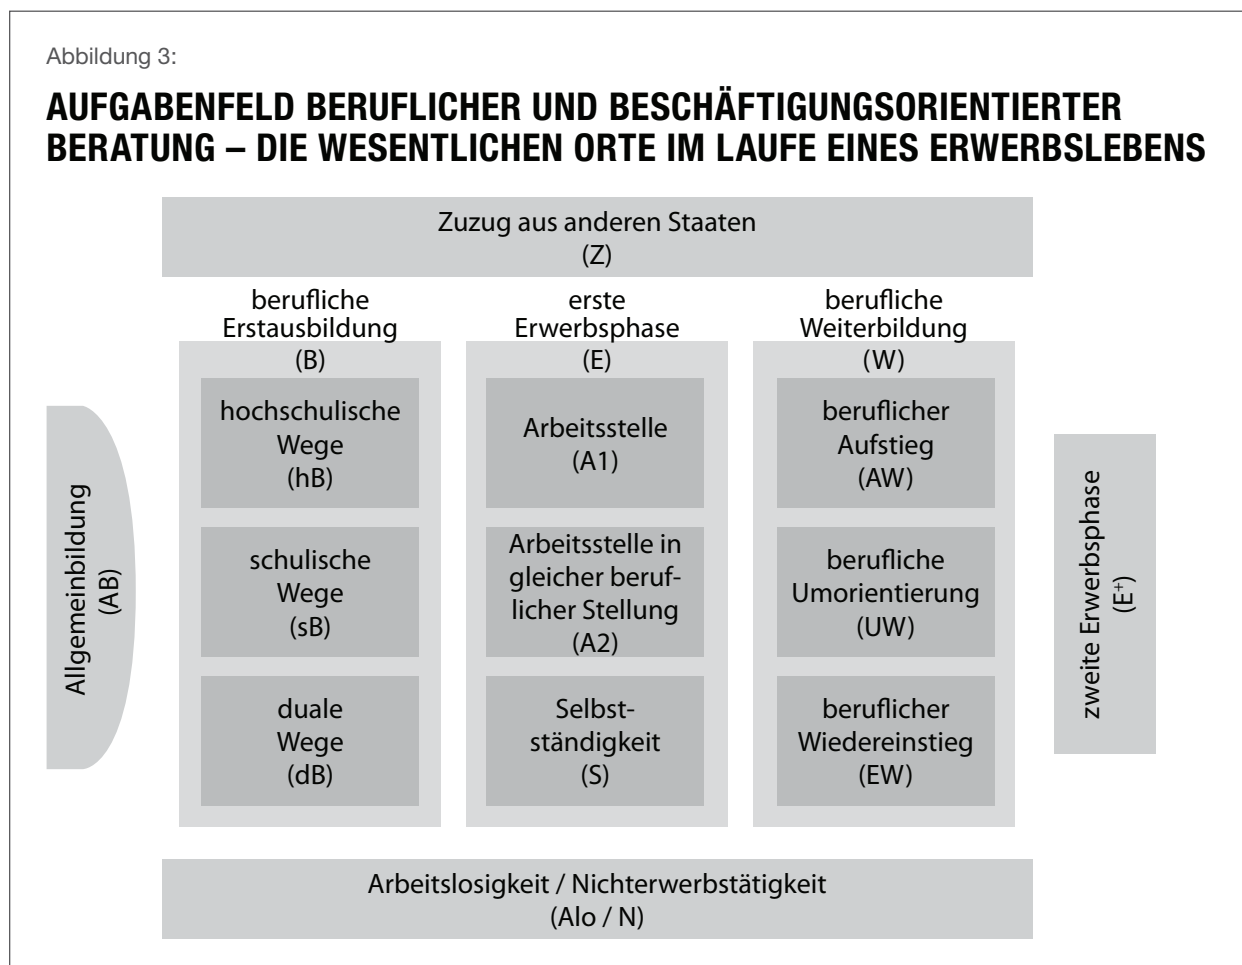 Abbildung 3:
AUFGABENFELD BERUFLICHER UND BESCHÄFTIGUNGSORIENTIERTER
BERATUNG – DIE WESENTLICHEN ORTE IM LAUFE EINES ERWERBSLEBENS
Zuzug aus anderen Staaten
(Z)
Allgemeinbildung
(AB)
berufliche
Erstausbildung
(B)
hochschulische
Wege
(hB)
schulische
Wege
(sB)
duale
Wege
(dB)
erste
Erwerbsphase
(E)
Arbeitsstelle
(A1)
Arbeitsstelle in
gleicher beruf-
licher Stellung
(A2)
Selbst-
ständigkeit
(S)
berufliche
Weiterbildung
(W)
beruflicher
Aufstieg
(AW)
berufliche
Umorientierung
(UW)
beruflicher
Wiedereinstieg
(EW)
zweite Erwerbsphase
(E⁺)
Arbeitslosigkeit / Nichterwerbstätigkeit
(Alo / N)